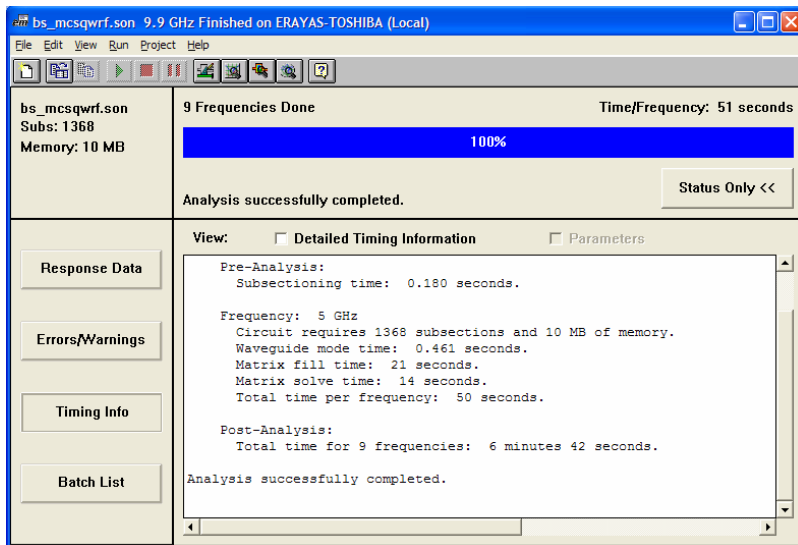 bs_mcsqwrf.son 9.9 GHz Finished on ERAYAS-TOSHIBA (Local)
File Edit View Run Project Help
bs_mcsqwrf.son
Subs: 1368
Memory: 10 MB
9 Frequencies Done
Time/Frequency: 51 seconds
100%
Analysis successfully completed.
Status Only <<
View:
Detailed Timing Information
Parameters
Response Data
Errors/Warnings
Timing Info
Batch List
Pre-Analysis:
Subsectioning time: 0.180 seconds.
Frequency: 5 GHz
Circuit requires 1368 subsections and 10 MB of memory.
Waveguide mode time: 0.461 seconds.
Matrix fill time: 21 seconds.
Matrix solve time: 14 seconds.
Total time per frequency: 50 seconds.
Post-Analysis:
Total time for 9 frequencies: 6 minutes 42 seconds.
Analysis successfully completed.